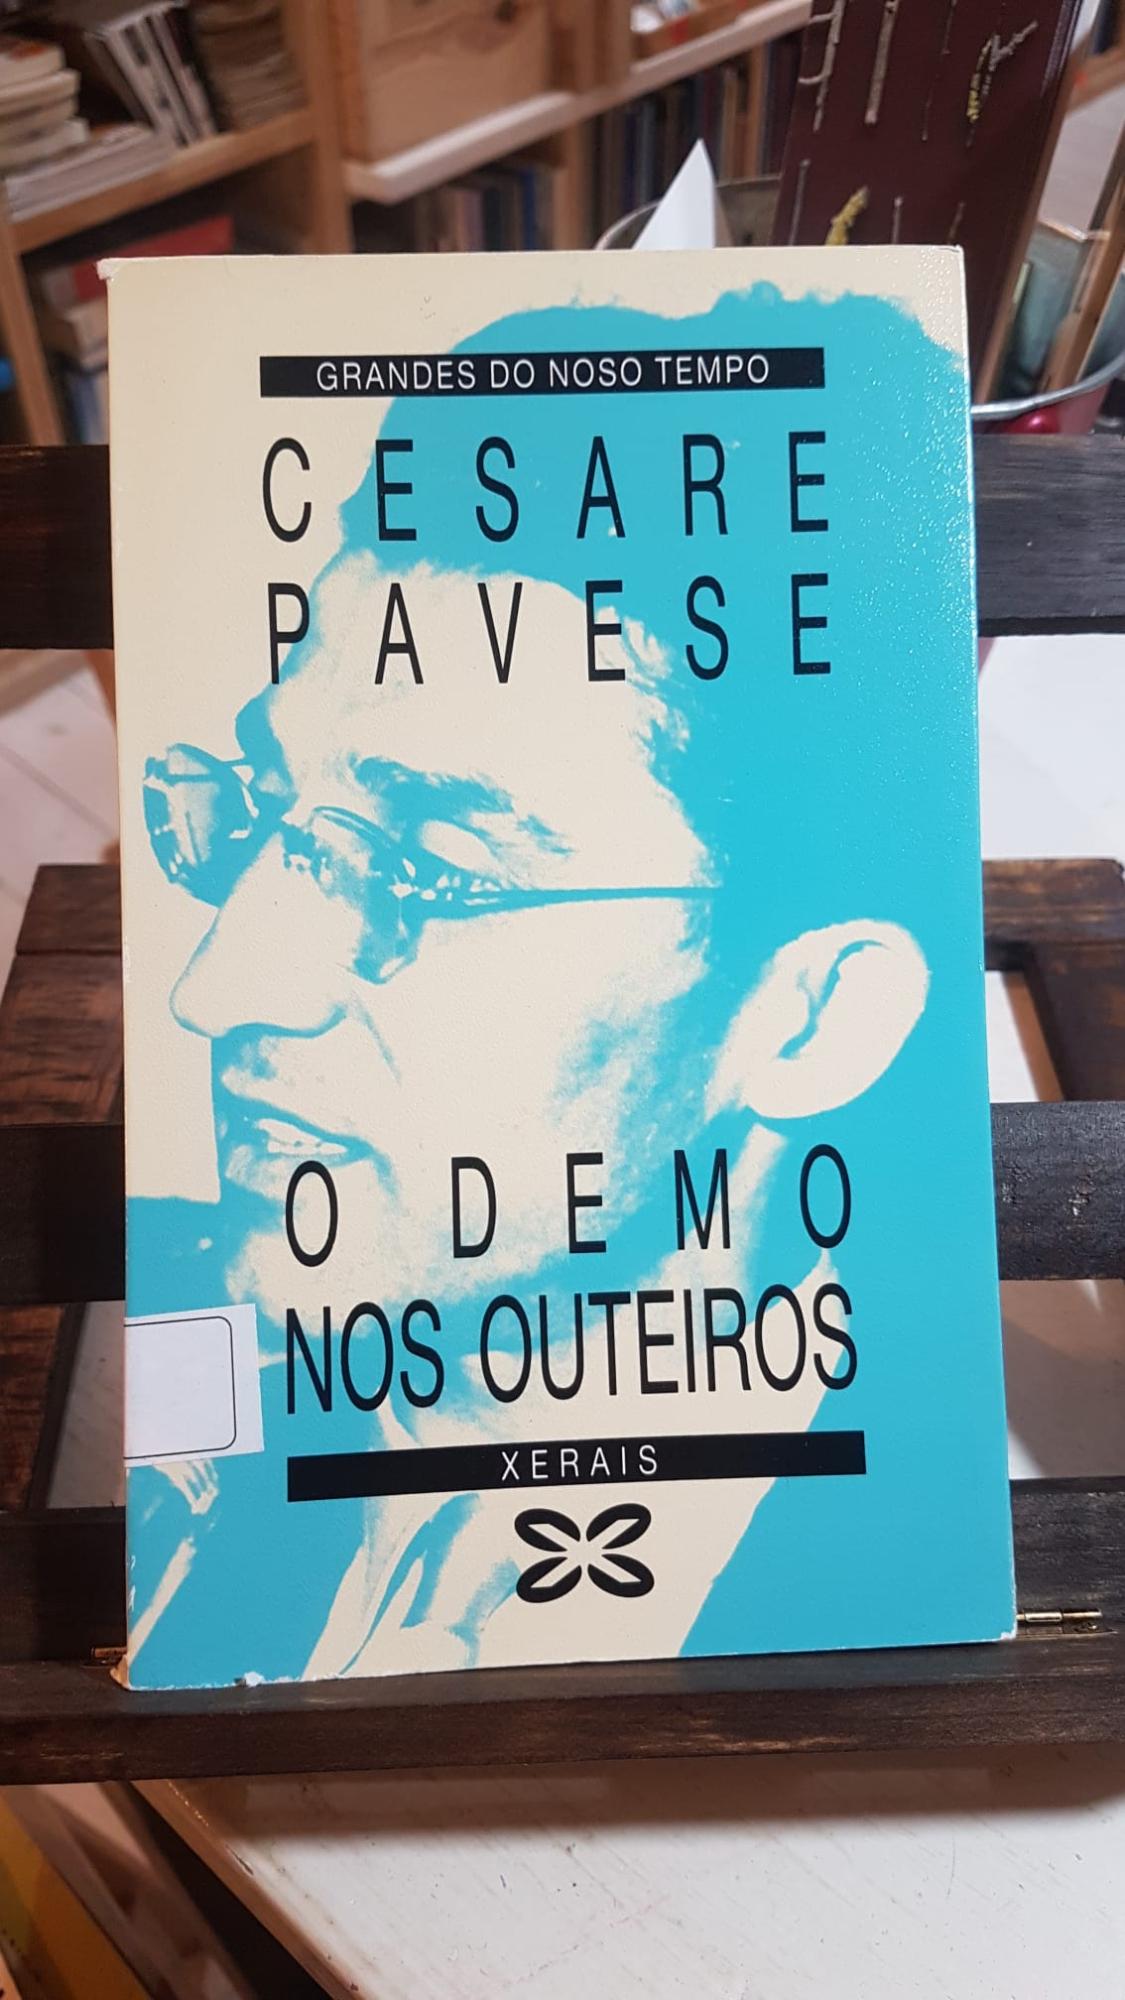 GRANDES DO NOSO TEMPO
CESARE
PAVESE
O DEMO
NOS OUTEIROS
XERAIS